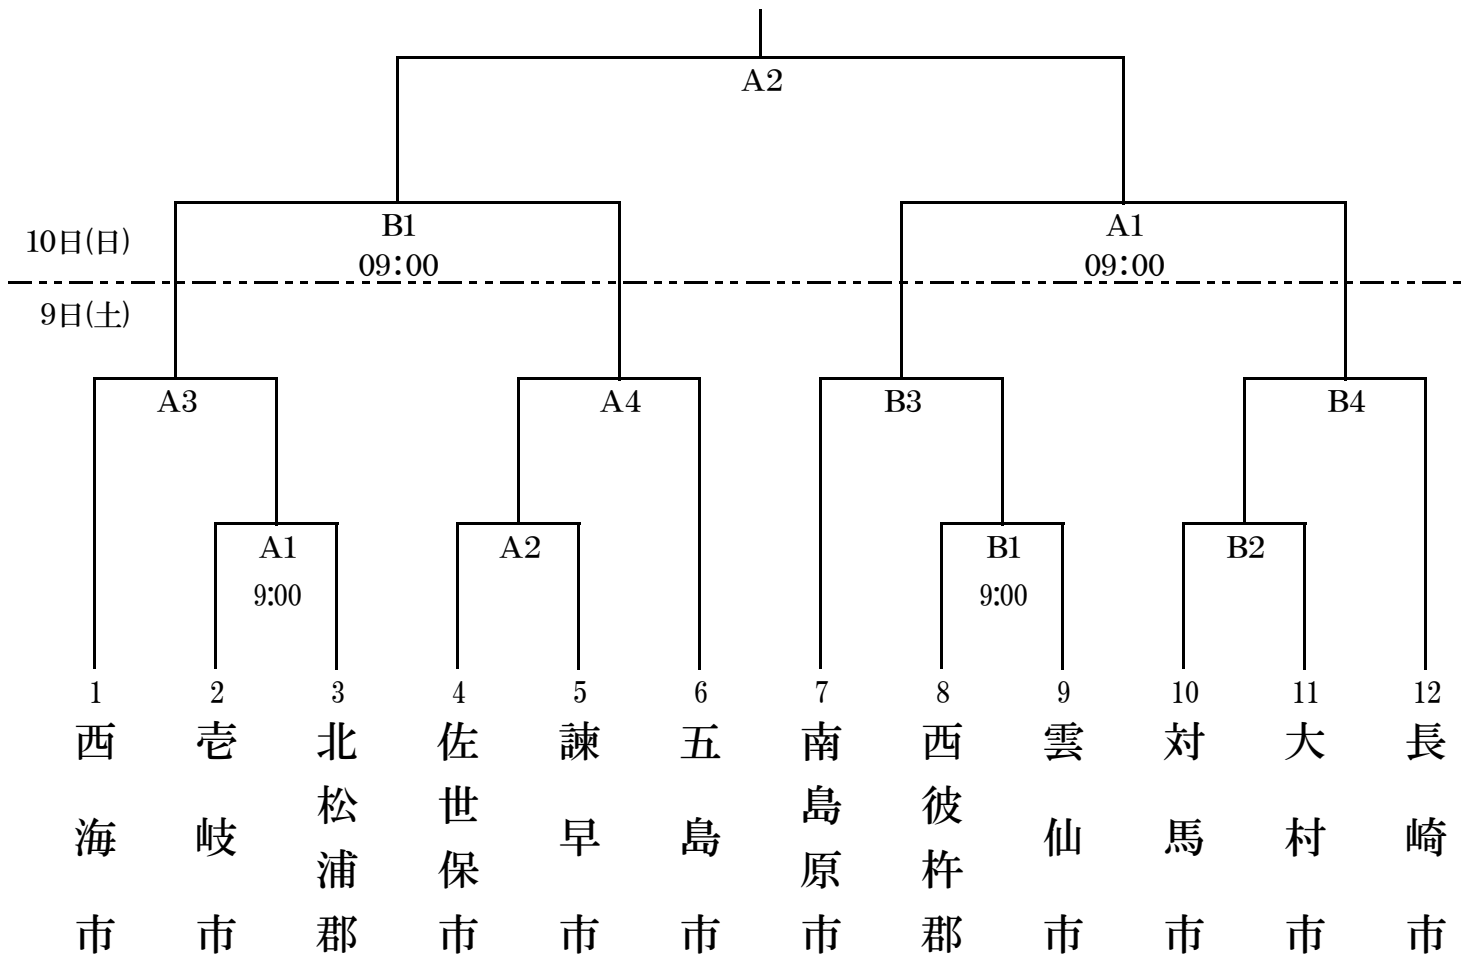 A2
B1
A1
10日(日)
09:00
09:00
9日(土)
A3
A4
B3
B4
A1
A2
B1
B2
9:00
9:00
1
2
3
4
5
6
7
8
9
10
11
12
西海市
壱岐市
北松浦郡
佐世保市
諫早市
五島市
南島原市
西彼杵郡
雲仙市
対馬市
大村市
長崎市